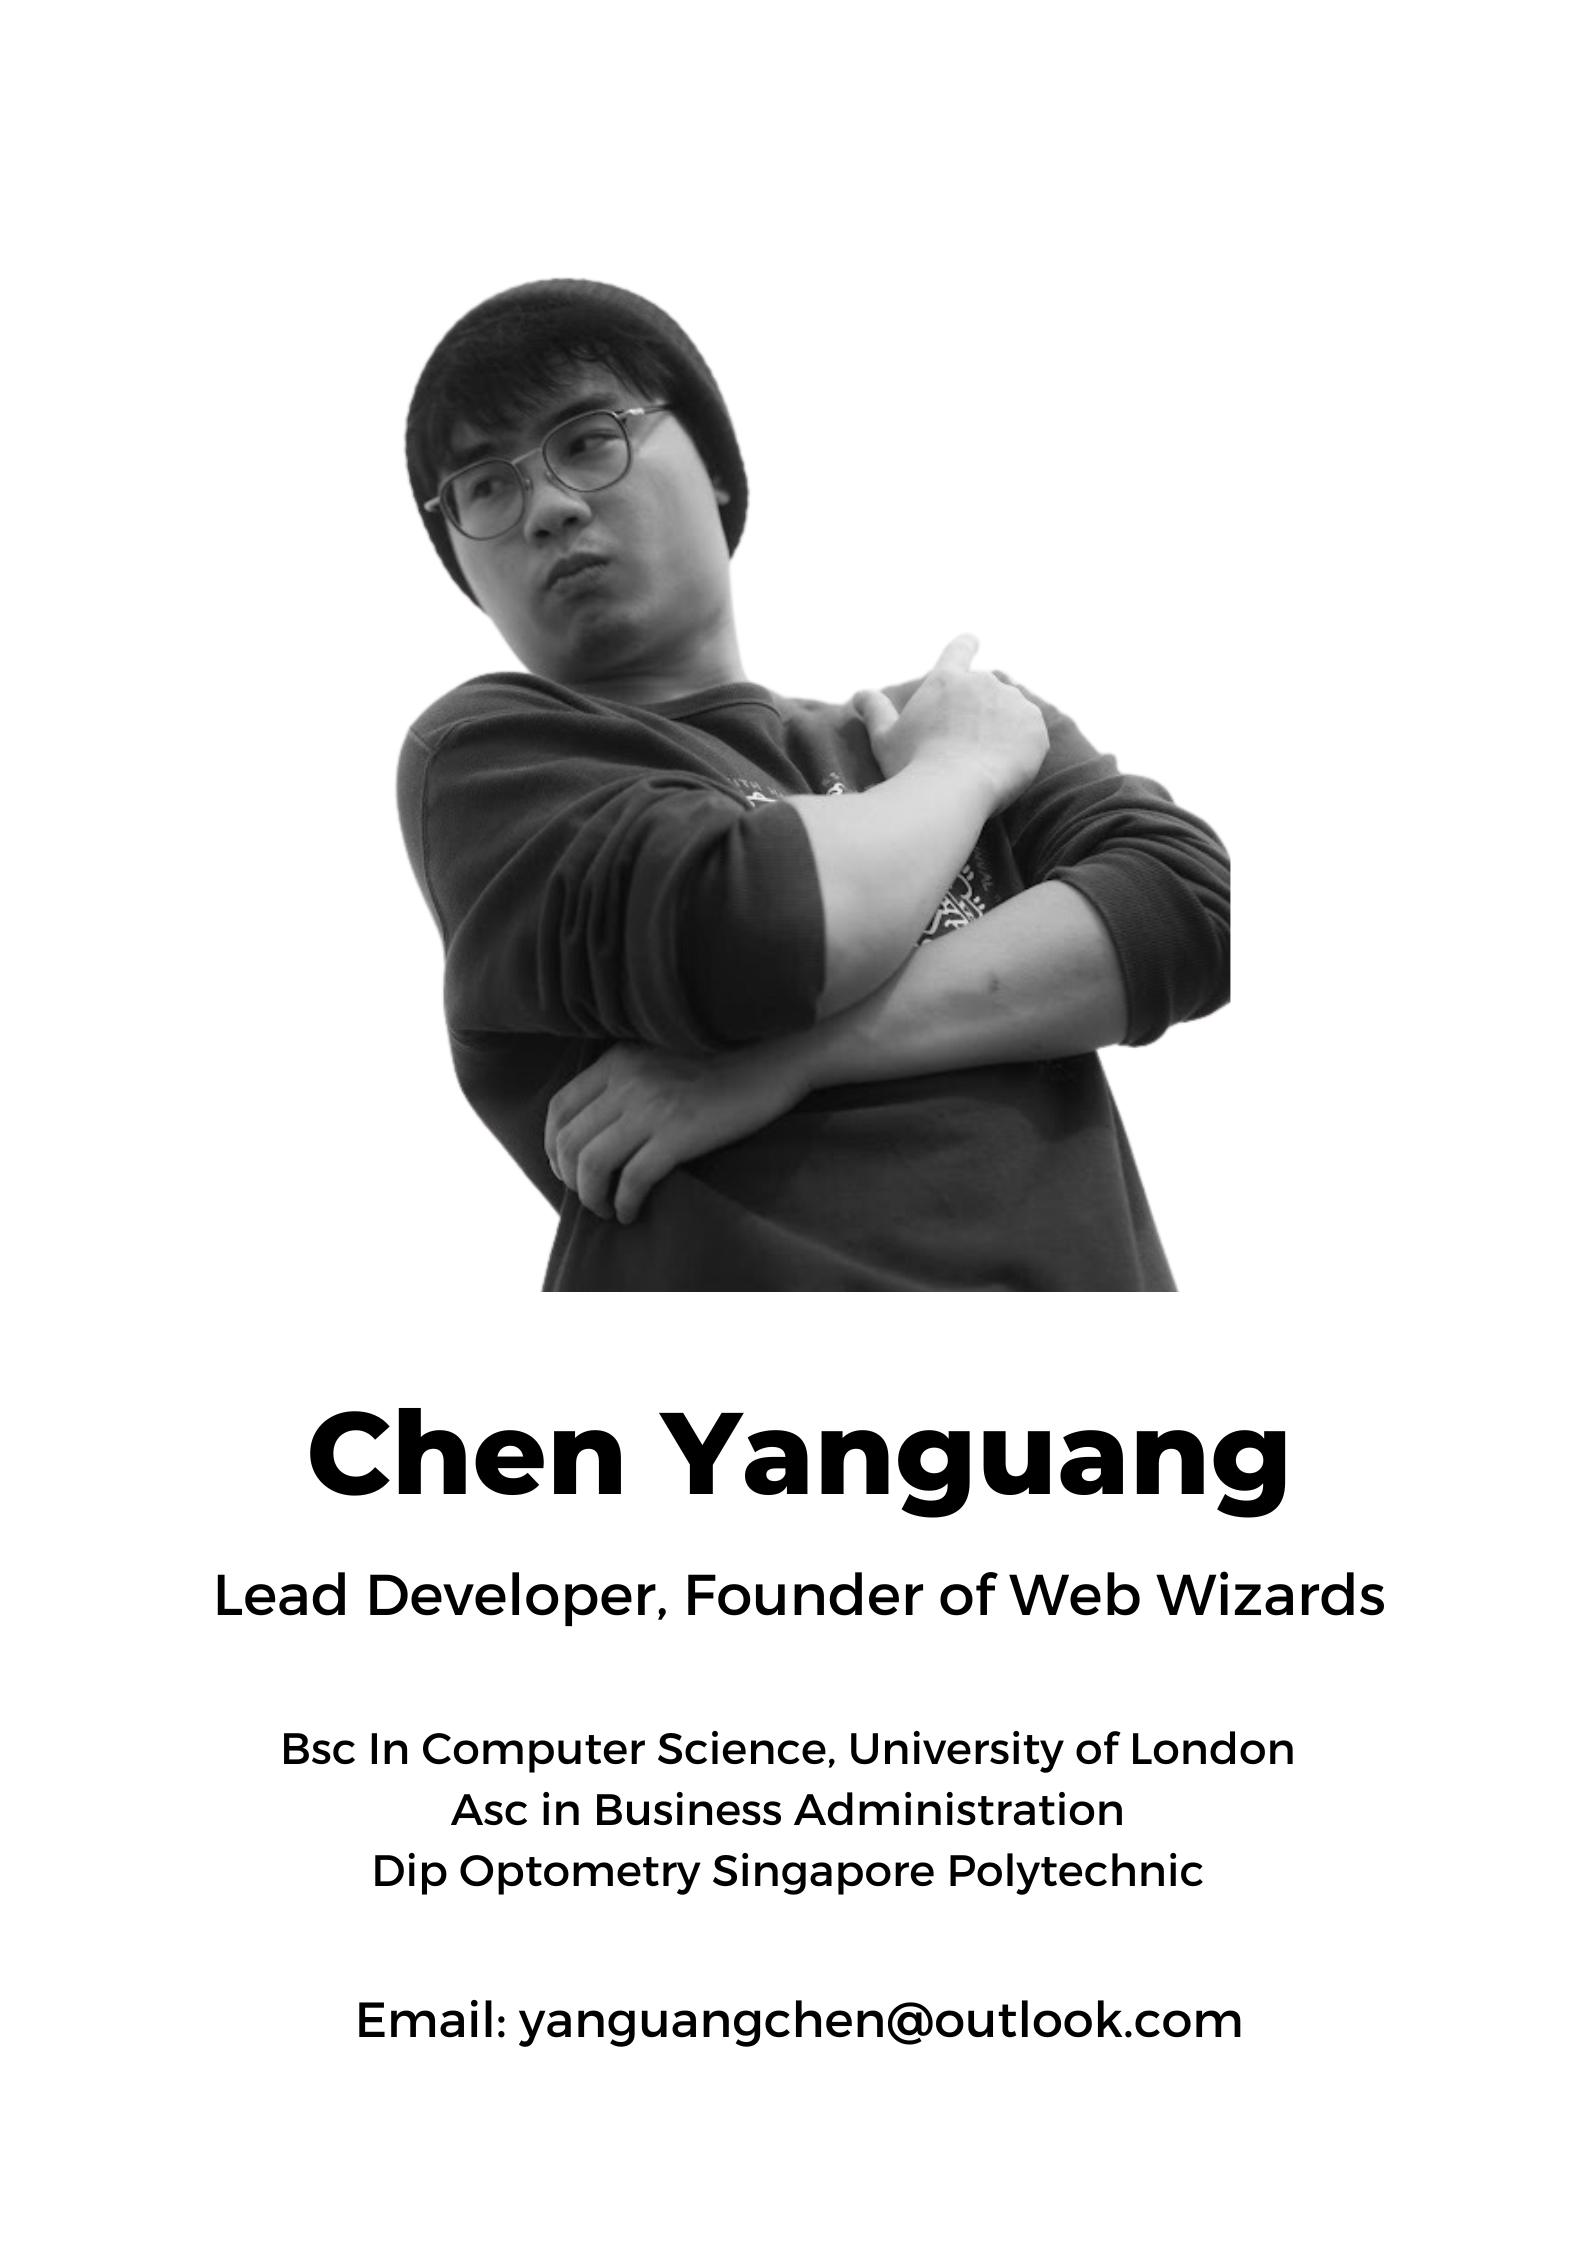 Chen Yanguang
Lead Developer, Founder of Web Wizards
Bsc In Computer Science, University of London
Asc in Business Administration
Dip Optometry Singapore Polytechnic
Email: yanguangchen@outlook.com